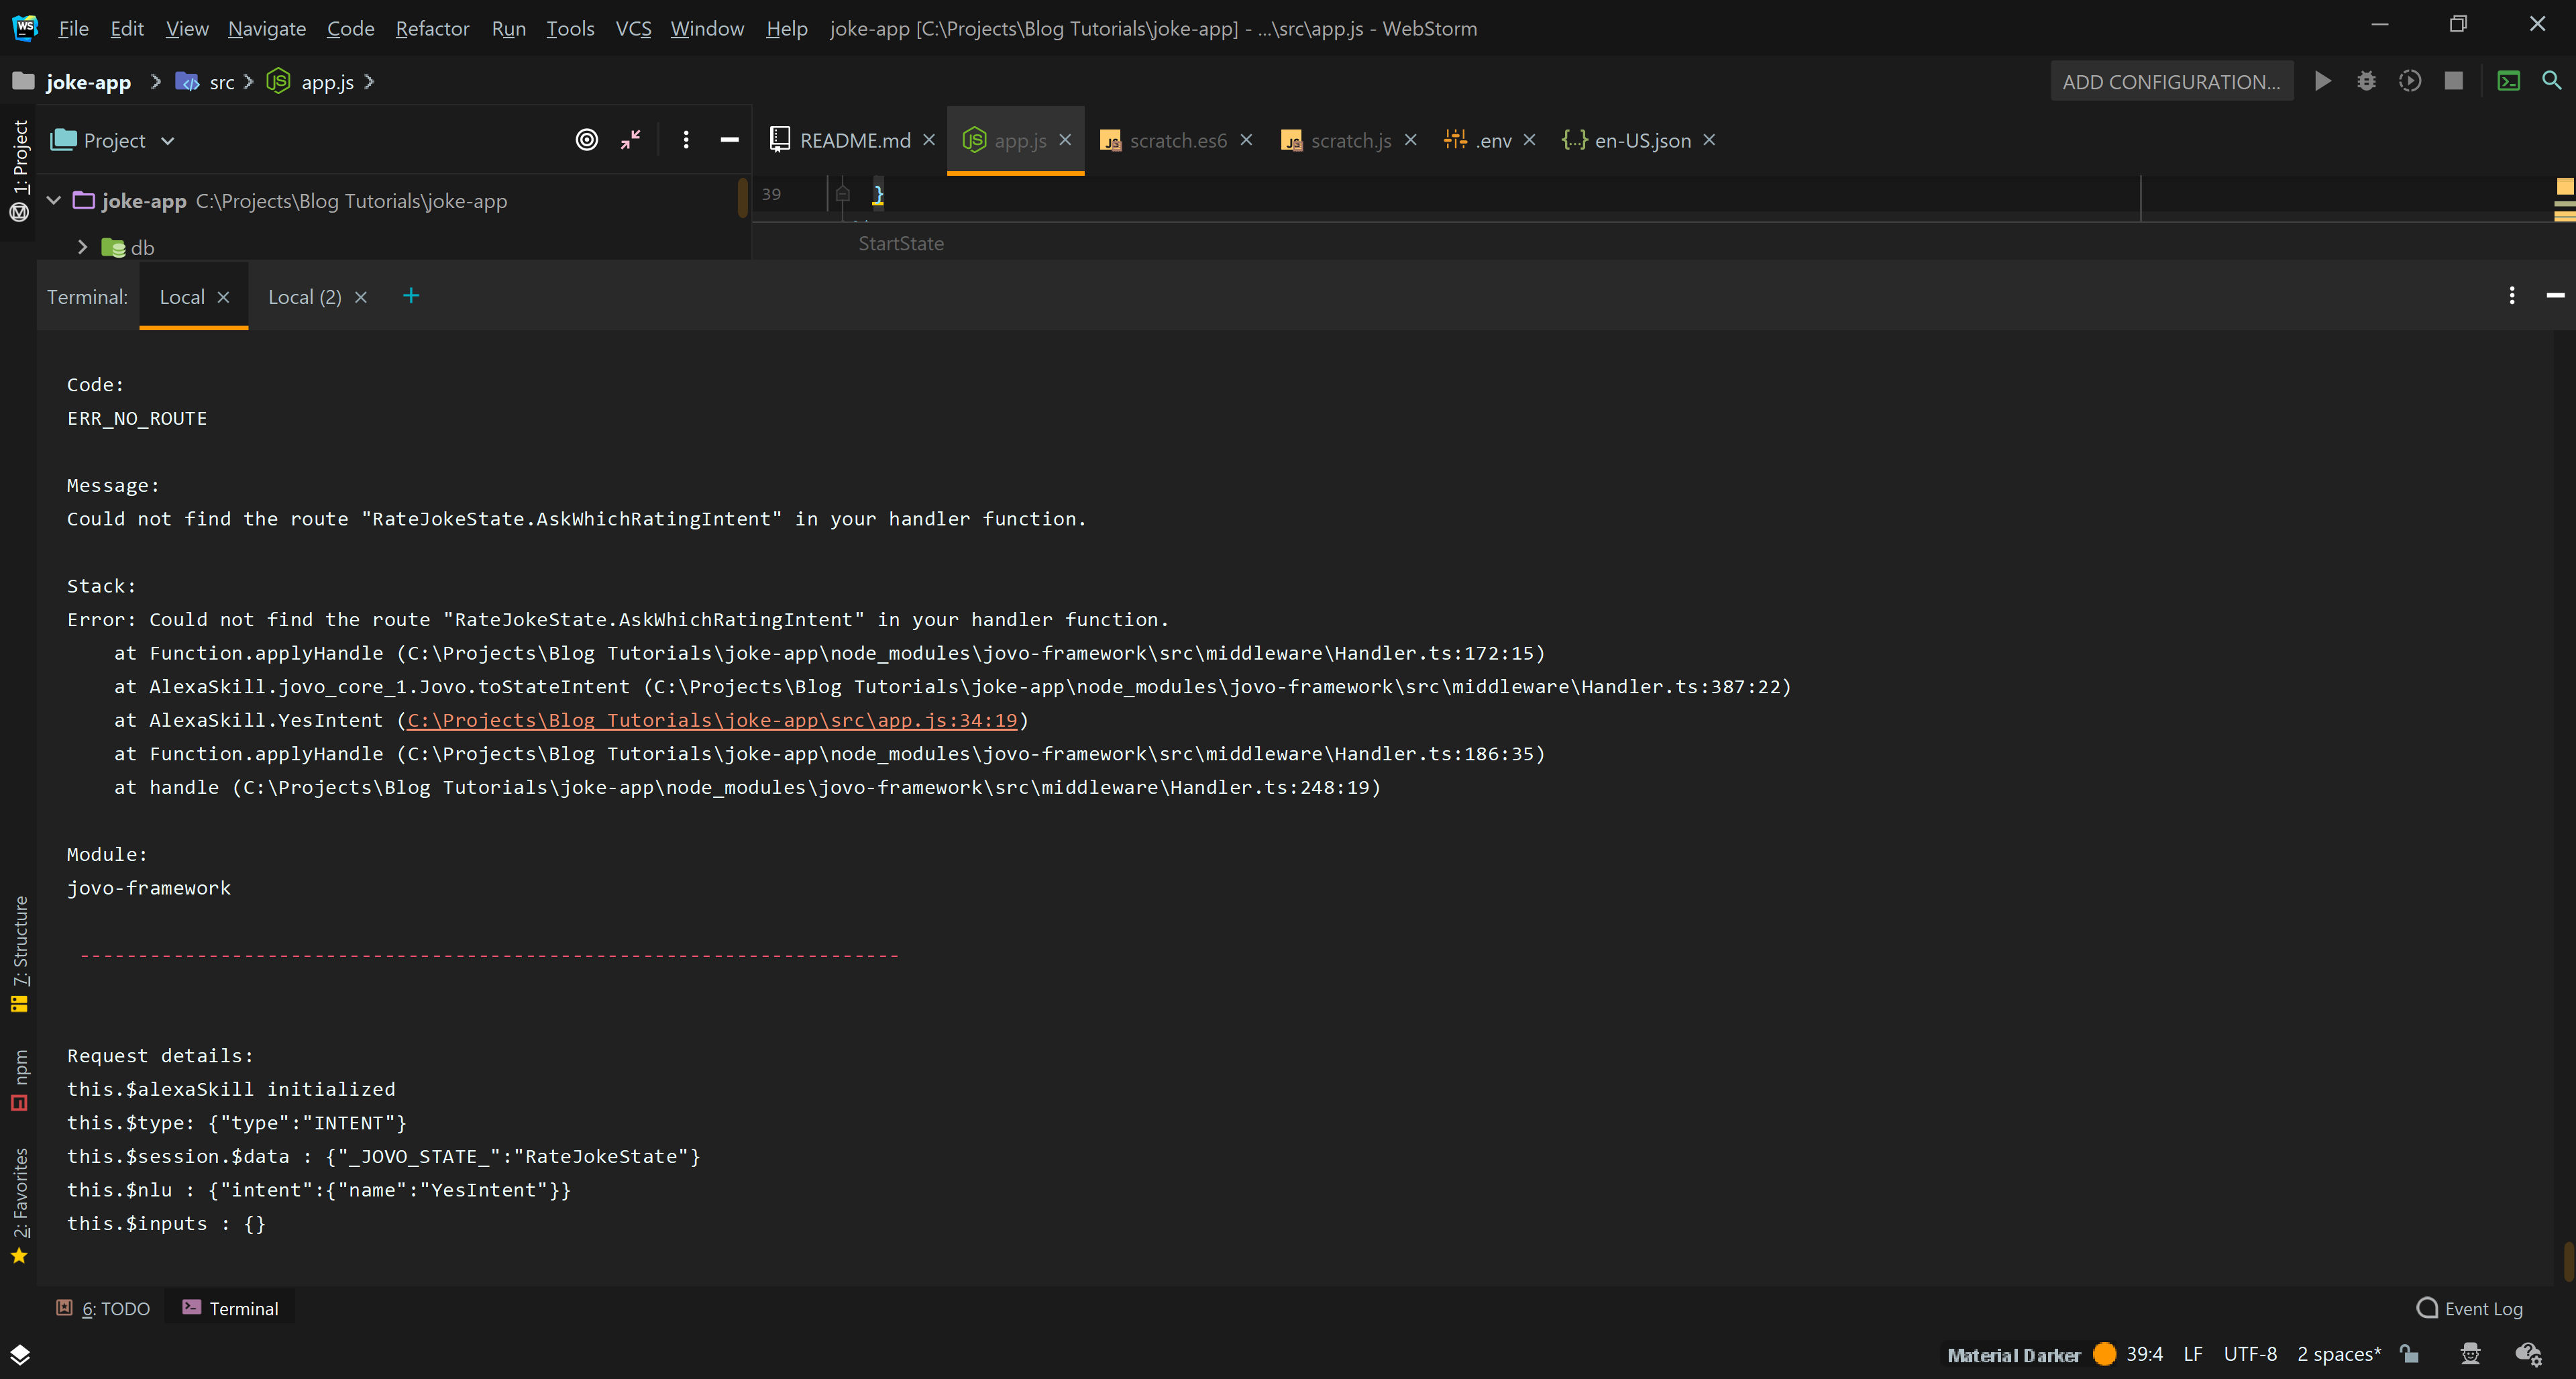 WS File Edit View Navigate Code Refactor Run Tools VCS Window Help joke-app [C:\Projects\Blog Tutorials\joke-app] - ...\src\app.js - WebStorm
joke-app src app.js ADD CONFIGURATION...
1: Project
Project README.md app.js scratch.es6 scratch.js .env en-US.json
joke-app C:\Projects\Blog Tutorials\joke-app
39 }
db
StartState
Terminal: Local Local (2) +
Code:
ERR_NO_ROUTE
Message:
Could not find the route "RateJokeState.AskWhichRatingIntent" in your handler function.
Stack:
Error: Could not find the route "RateJokeState.AskWhichRatingIntent" in your handler function.
at Function.applyHandle (C:\Projects\Blog Tutorials\joke-app\node_modules\jovo-framework\src\middleware\Handler.ts:172:15)
at AlexaSkill.jovo_core_1.Jovo.toStateIntent (C:\Projects\Blog Tutorials\joke-app\node_modules\jovo-framework\src\middleware\Handler.ts:387:22)
at AlexaSkill.YesIntent (C:\Projects\Blog Tutorials\joke-app\src\app.js:34:19)
at Function.applyHandle (C:\Projects\Blog Tutorials\joke-app\node_modules\jovo-framework\src\middleware\Handler.ts:186:35)
at handle (C:\Projects\Blog Tutorials\joke-app\node_modules\jovo-framework\src\middleware\Handler.ts:248:19)
Module:
jovo-framework
----------------------------------------------------------------------
Request details:
this.$alexaSkill initialized
this.$type: {"type":"INTENT"}
this.$session.$data : {"_JOVO_STATE_":"RateJokeState"}
this.$nlu : {"intent":{"name":"YesIntent"}}
this.$inputs : {}
7: Structure
npm
2: Favorites
6: TODO Terminal Event Log
Material Darker 39:4 LF UTF-8 2 spaces*